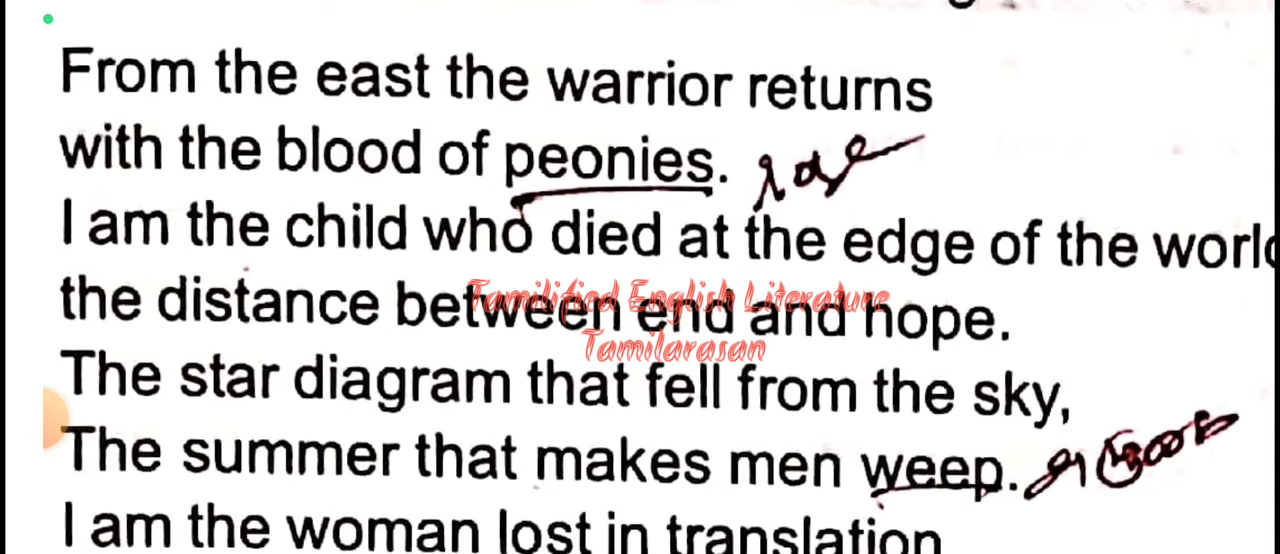 From the east the warrior returns
with the blood of peonies.
I am the child who died at the edge of the world
the distance between end and hope.
Tamilified English Literature
Tamilarasan
The star diagram that fell from the sky,
The summer that makes men weep.
I am the woman lost in translation